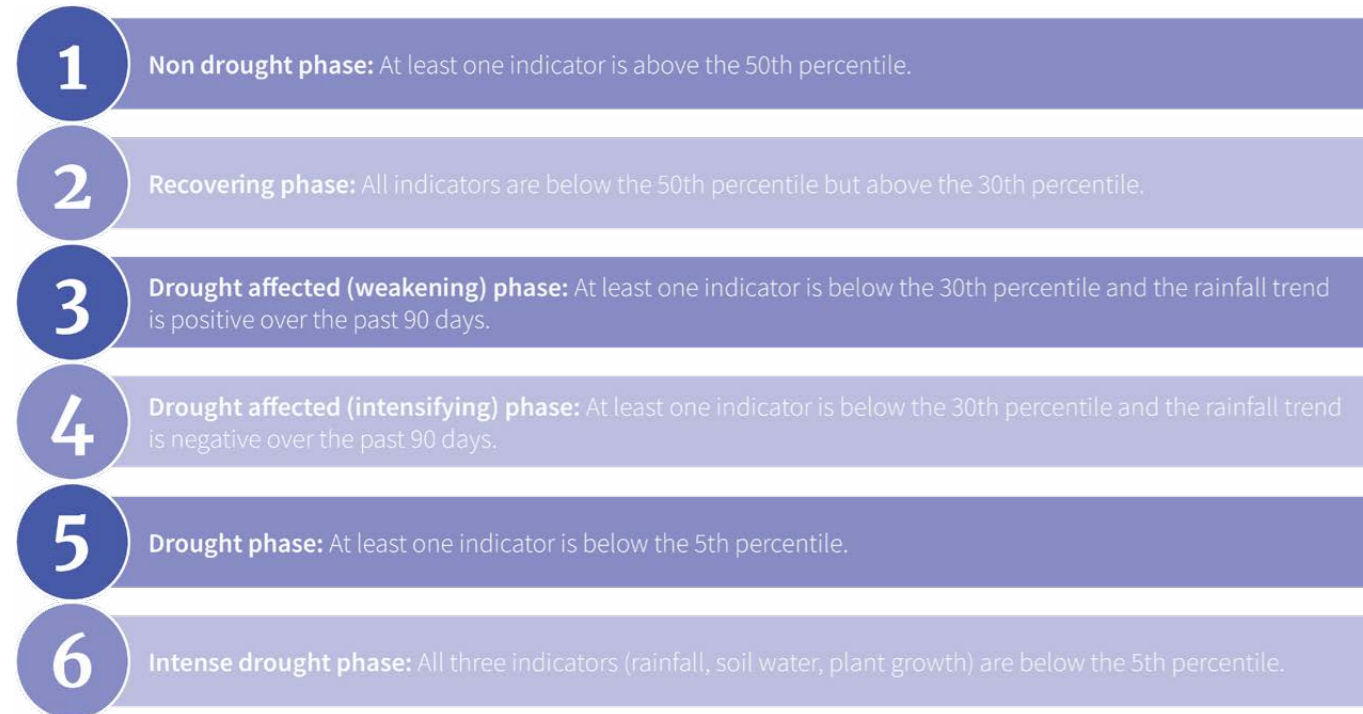 1
Non drought phase: At least one indicator is above the 50th percentile.
2
Recovering phase: All indicators are below the 50th percentile but above the 30th percentile.
3
Drought affected (weakening) phase: At least one indicator is below the 30th percentile and the rainfall trend
is positive over the past 90 days.
4
Drought affected (intensifying) phase: At least one indicator is below the 30th percentile and the rainfall trend
is negative over the past 90 days.
5
Drought phase: At least one indicator is below the 5th percentile.
6
Intense drought phase: All three indicators (rainfall, soil water, plant growth) are below the 5th percentile.